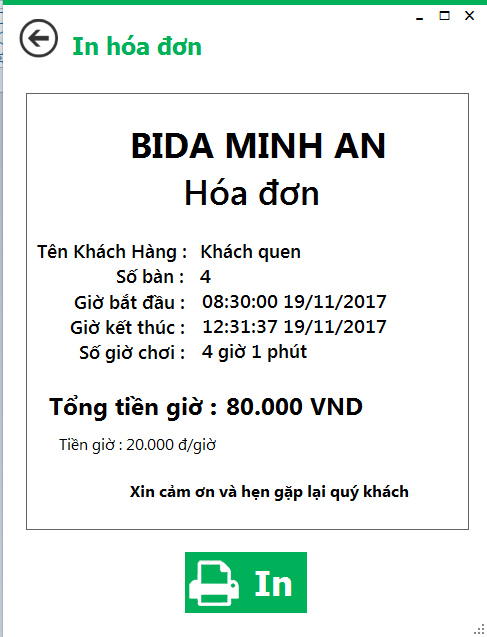 In hóa đơn
BIDA MINH AN
Hóa đơn
Tên Khách Hàng : Khách quen
Số bàn : 4
Giờ bắt đầu : 08:30:00 19/11/2017
Giờ kết thúc : 12:31:37 19/11/2017
Số giờ chơi : 4 giờ 1 phút
Tổng tiền giờ : 80.000 VND
Tiền giờ : 20.000 đ/giờ
Xin cảm ơn và hẹn gặp lại quý khách
In